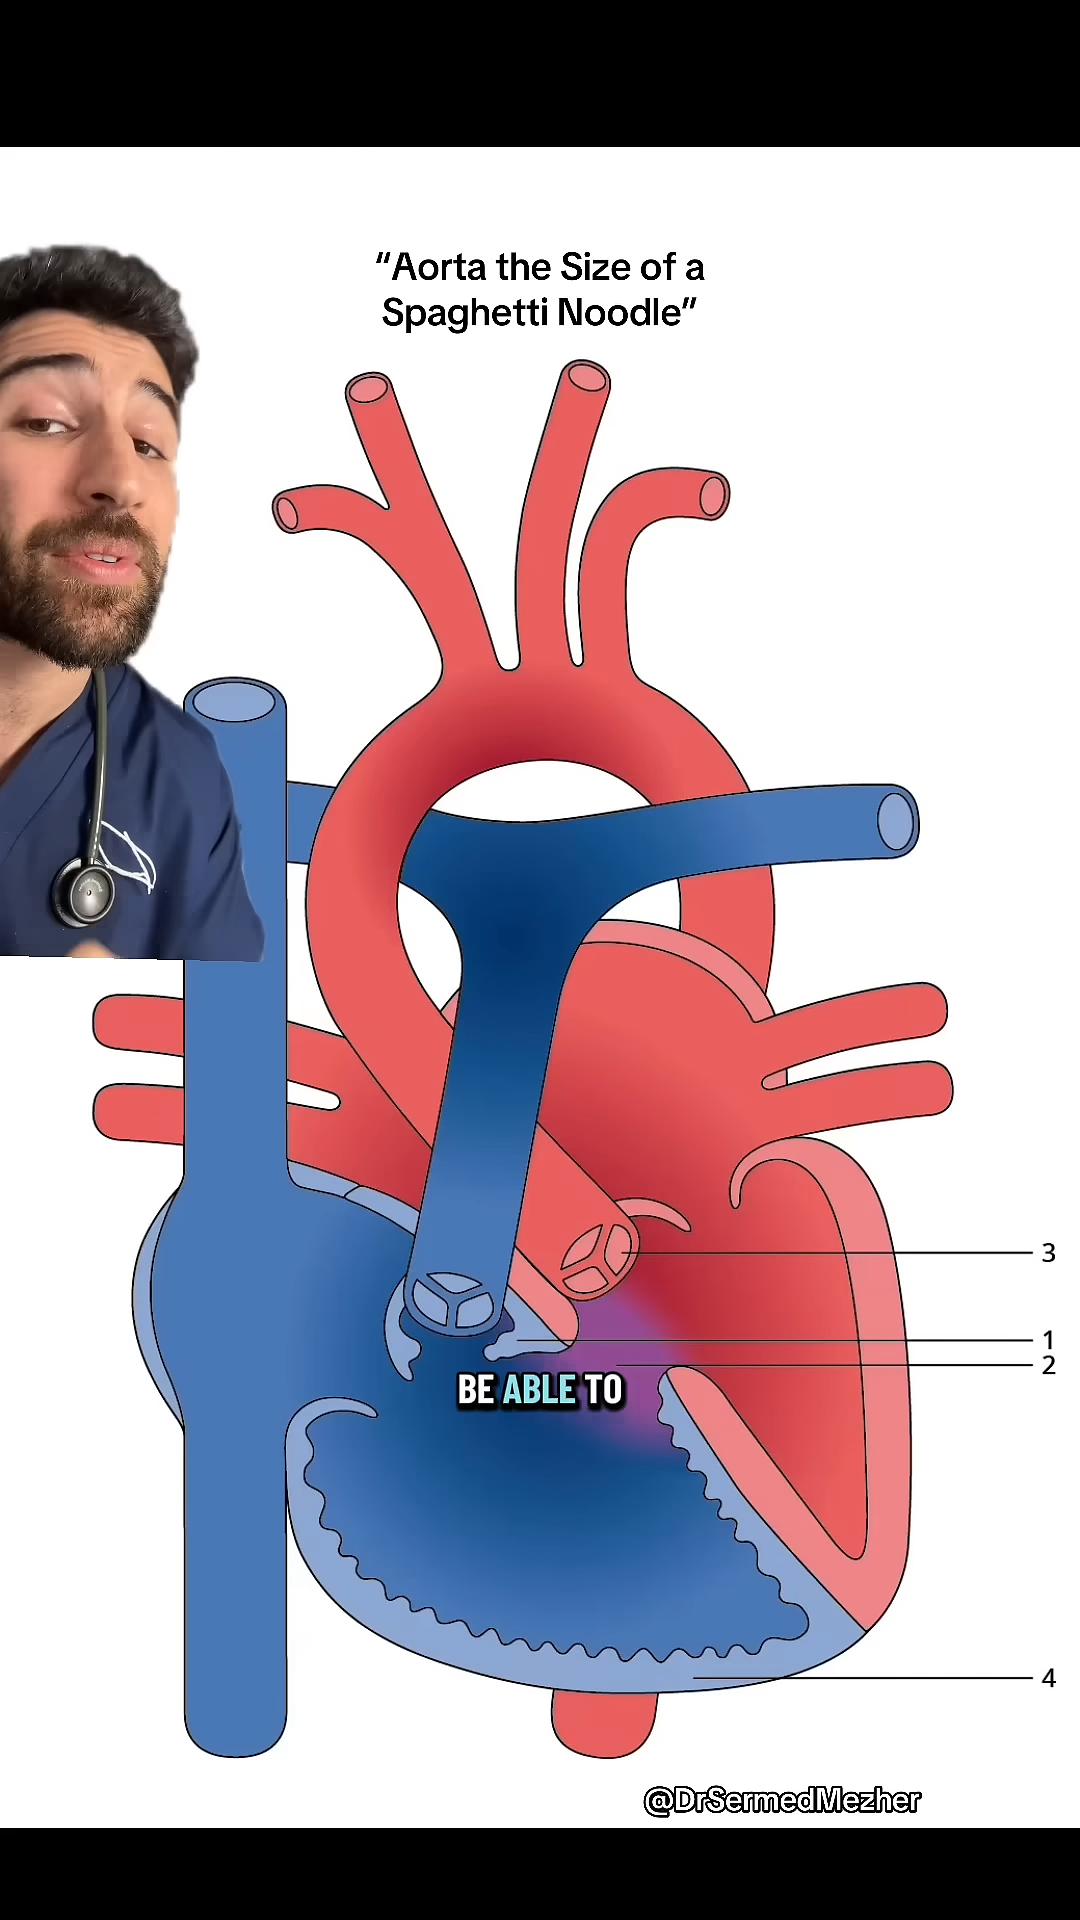 “Aorta the Size of a
Spaghetti Noodle”
3
1
2
BE ABLE TO
4
@DrSermedMezher